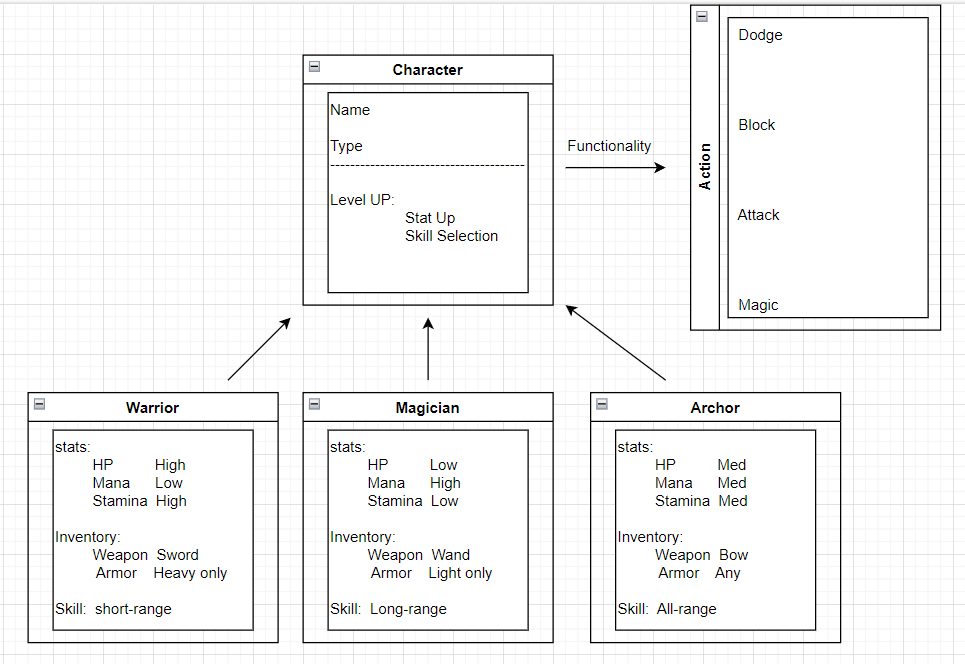 Character
Name
Type
Level UP:
Stat Up
Skill Selection
Functionality
Action
Dodge
Block
Attack
Magic
Warrior
stats:
HP High
Mana Low
Stamina High
Inventory:
Weapon Sword
Armor Heavy only
Skill: short-range
Magician
stats:
HP Low
Mana High
Stamina Low
Inventory:
Weapon Wand
Armor Light only
Skill: Long-range
Archor
stats:
HP Med
Mana Med
Stamina Med
Inventory:
Weapon Bow
Armor Any
Skill: All-range